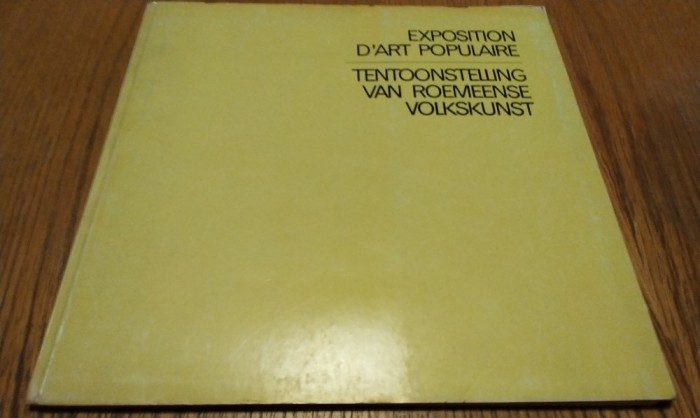 EXPOSITION
D'ART POPULAIRE
TENTOONSTELLING
VAN ROEMEENSE
VOLKSKUNST